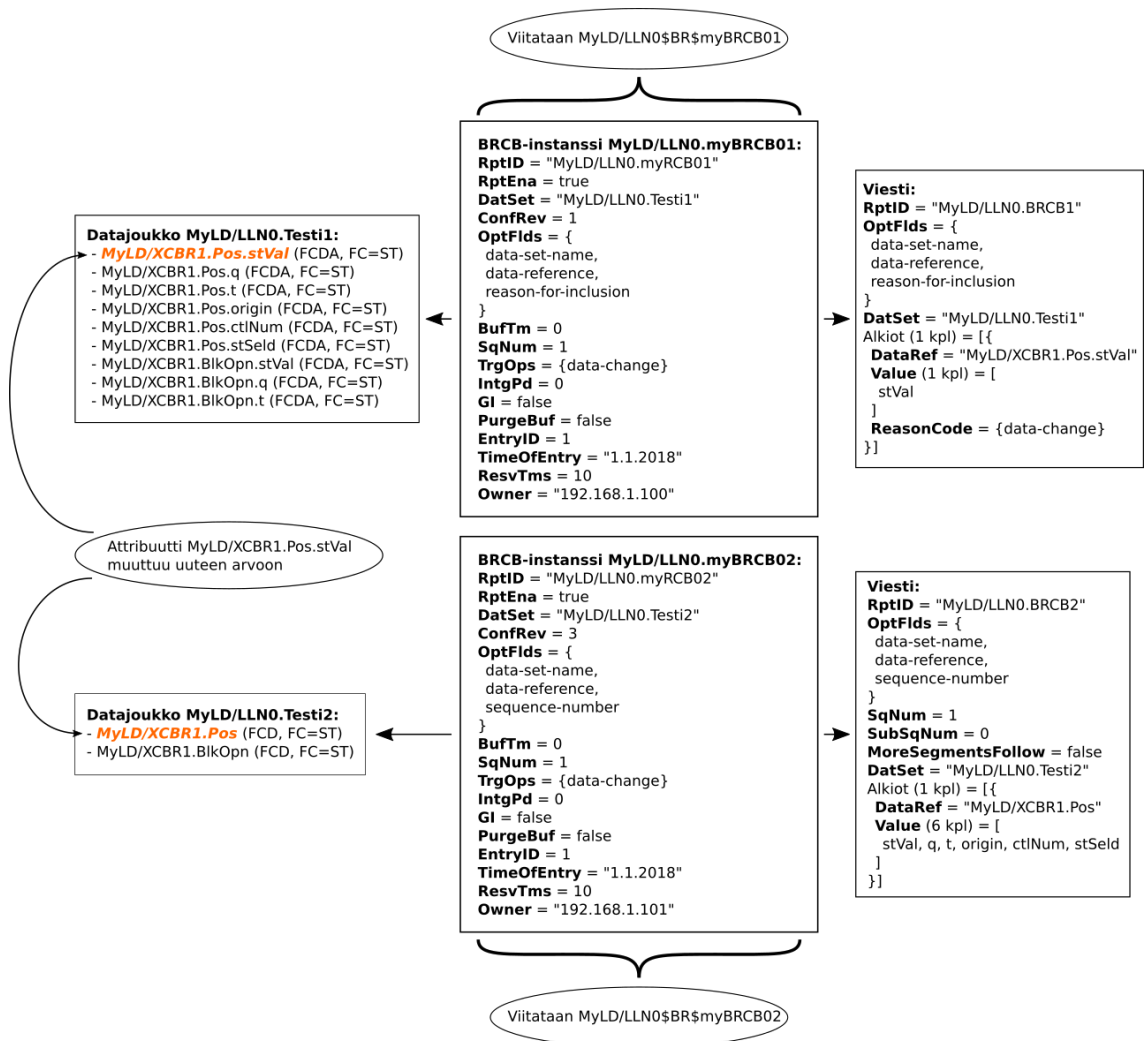 Viitataan MyLD/LLN0$BR$myBRCB01
BRCB-instanssi MyLD/LLN0.myBRCB01:
RptID = "MyLD/LLN0.myRCB01"
RptEna = true
DatSet = "MyLD/LLN0.Testi1"
ConfRev = 1
OptFlds = {
data-set-name,
data-reference,
reason-for-inclusion
}
BufTm = 0
SqNum = 1
TrgOps = {data-change}
IntgPd = 0
GI = false
PurgeBuf = false
EntryID = 1
TimeOfEntry = "1.1.2018"
ResvTms = 10
Owner = "192.168.1.100"
Datajoukko MyLD/LLN0.Testi1:
- MyLD/XCBR1.Pos.stVal (FCDA, FC=ST)
- MyLD/XCBR1.Pos.q (FCDA, FC=ST)
- MyLD/XCBR1.Pos.t (FCDA, FC=ST)
- MyLD/XCBR1.Pos.origin (FCDA, FC=ST)
- MyLD/XCBR1.Pos.ctlNum (FCDA, FC=ST)
- MyLD/XCBR1.Pos.stSeld (FCDA, FC=ST)
- MyLD/XCBR1.BlkOpn.stVal (FCDA, FC=ST)
- MyLD/XCBR1.BlkOpn.q (FCDA, FC=ST)
- MyLD/XCBR1.BlkOpn.t (FCDA, FC=ST)
Viesti:
RptID = "MyLD/LLN0.BRCB1"
OptFlds = {
data-set-name,
data-reference,
reason-for-inclusion
}
DatSet = "MyLD/LLN0.Testi1"
Alkiot (1 kpl) = [{
DataRef = "MyLD/XCBR1.Pos.stVal"
Value (1 kpl) = [
stVal
]
ReasonCode = {data-change}
}]
Attribuutti MyLD/XCBR1.Pos.stVal
muuttuu uuteen arvoon
BRCB-instanssi MyLD/LLN0.myBRCB02:
RptID = "MyLD/LLN0.myRCB02"
RptEna = true
DatSet = "MyLD/LLN0.Testi2"
ConfRev = 3
OptFlds = {
data-set-name,
data-reference,
sequence-number
}
BufTm = 0
SqNum = 1
TrgOps = {data-change}
IntgPd = 0
GI = false
PurgeBuf = false
EntryID = 1
TimeOfEntry = "1.1.2018"
ResvTms = 10
Owner = "192.168.1.101"
Datajoukko MyLD/LLN0.Testi2:
- MyLD/XCBR1.Pos (FCD, FC=ST)
- MyLD/XCBR1.BlkOpn (FCD, FC=ST)
Viesti:
RptID = "MyLD/LLN0.BRCB2"
OptFlds = {
data-set-name,
data-reference,
sequence-number
}
SqNum = 1
SubSqNum = 0
MoreSegmentsFollow = false
DatSet = "MyLD/LLN0.Testi2"
Alkiot (1 kpl) = [{
DataRef = "MyLD/XCBR1.Pos"
Value (6 kpl) = [
stVal, q, t, origin, ctlNum, stSeld
]
}]
Viitataan MyLD/LLN0$BR$myBRCB02